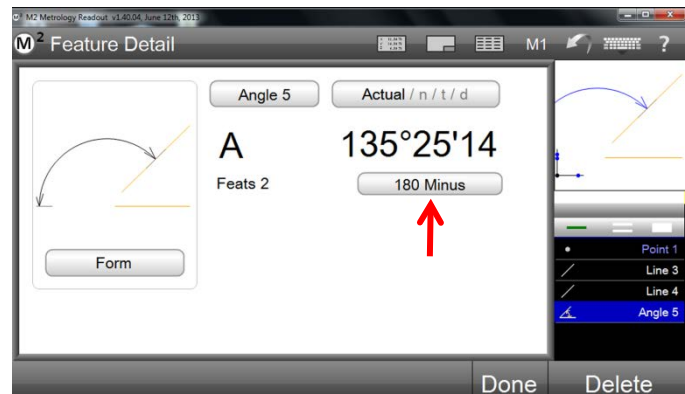 M2 Metrology Readout v1.40.04, June 12th, 2013
M² Feature Detail
M1
?
Angle 5
Actual / n / t / d
A
135°25'14
Feats 2
180 Minus
Form
Point 1
Line 3
Line 4
Angle 5
Done
Delete